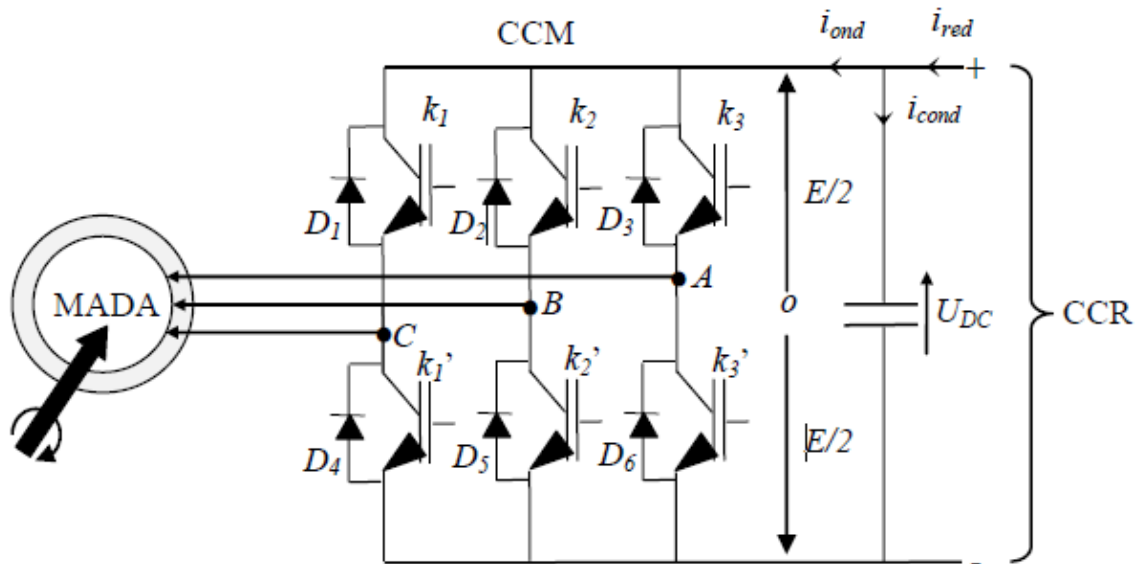 CCM
i_ond
i_red
+
k_1
k_2
k_3
i_cond
E/2
D_1
D_2
D_3
MADA
A
B
C
o
U_DC
CCR
k_1’
k_2’
k_3’
E/2
D_4
D_5
D_6
-